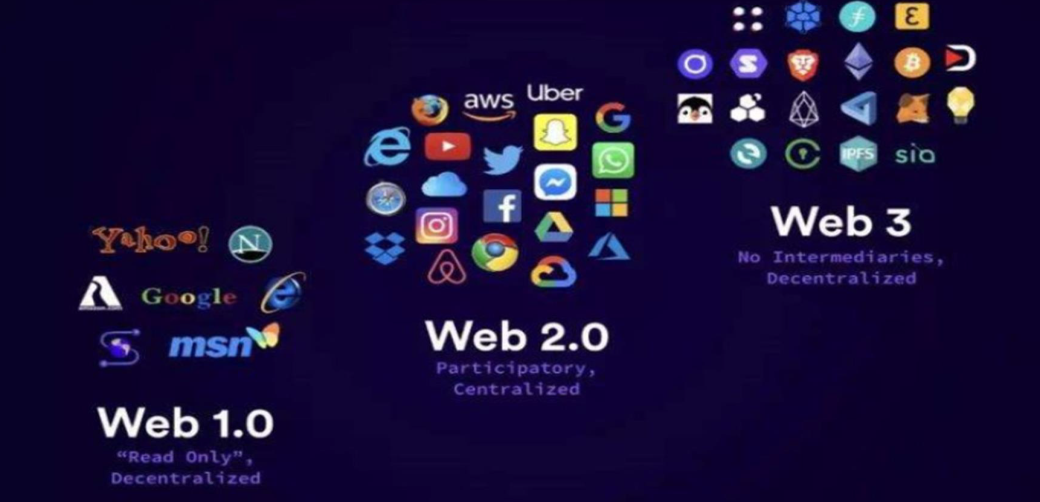 Yahoo!
N
Google
msn
Web 1.0
“Read Only”,
Decentralized
aws
Uber
Web 2.0
Participatory,
Centralized
IPFS
sia
Web 3
No Intermediaries,
Decentralized